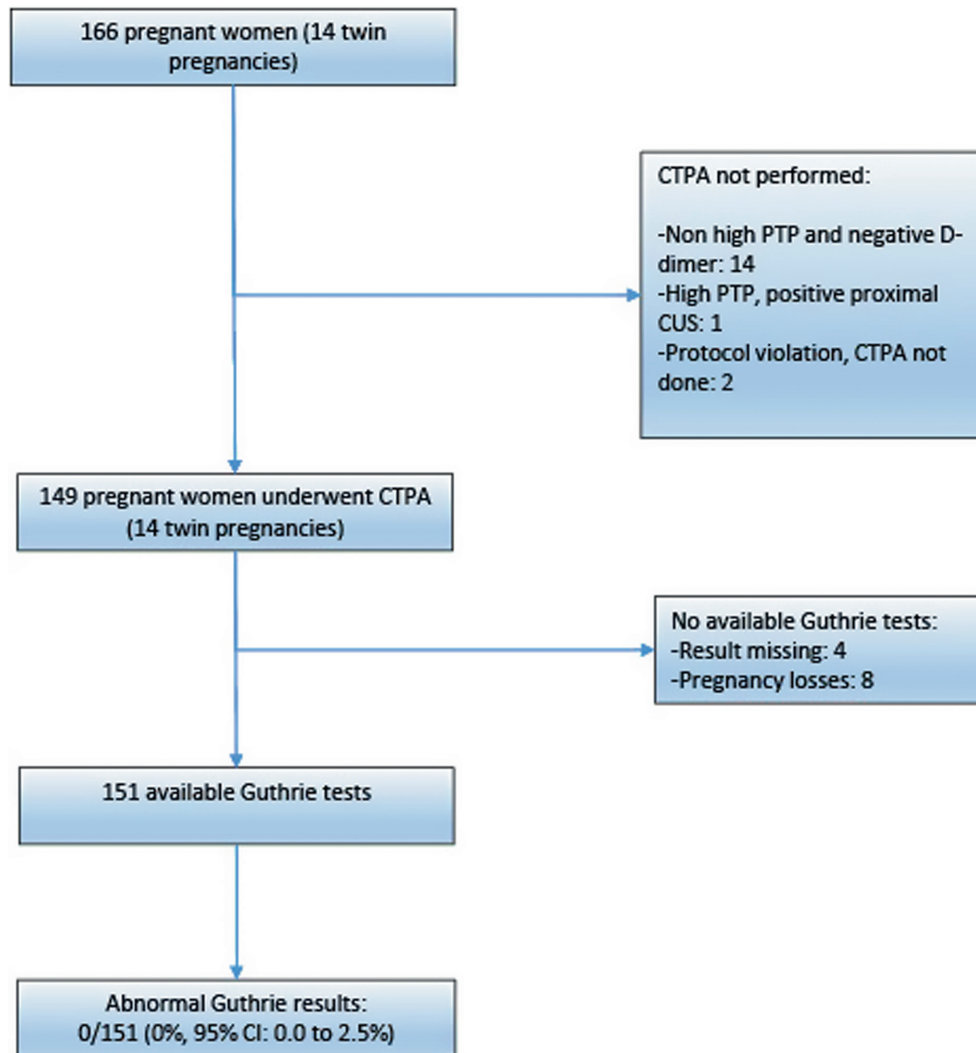 166 pregnant women (14 twin
pregnancies)
CTPA not performed:
-Non high PTP and negative D-
dimer: 14
-High PTP, positive proximal
CUS: 1
-Protocol violation, CTPA not
done: 2
149 pregnant women underwent CTPA
(14 twin pregnancies)
No available Guthrie tests:
-Result missing: 4
-Pregnancy losses: 8
151 available Guthrie tests
Abnormal Guthrie results:
0/151 (0%, 95% CI: 0.0 to 2.5%)